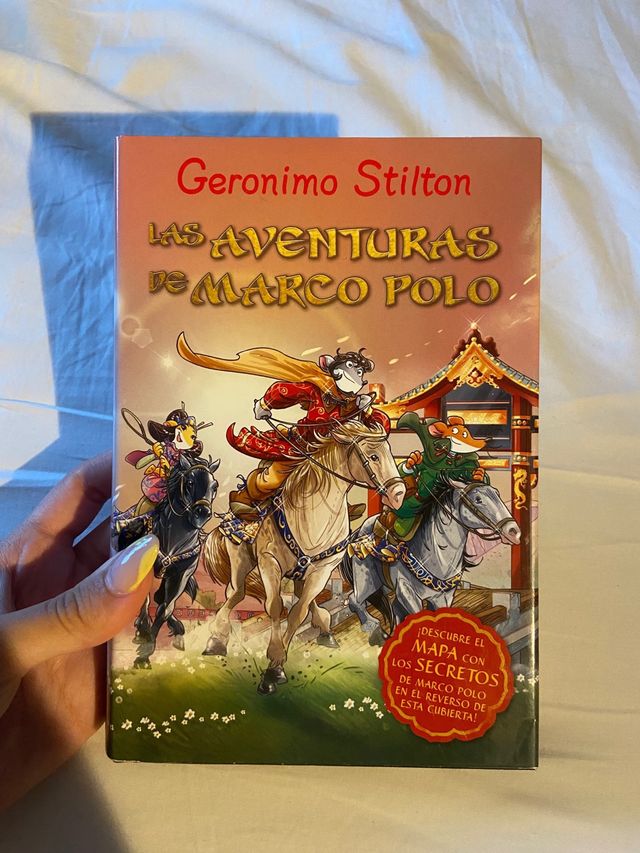 Geronimo Stilton
LAS AVENTURAS
DE MARCO POLO
¡DESCUBRE EL
MAPA CON
LOS SECRETOS
DE MARCO POLO
EN EL REVERSO DE
ESTA CUBIERTA!